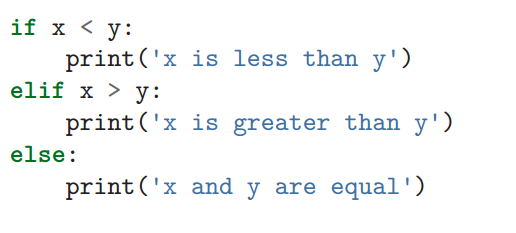 if x < y:
    print('x is less than y')
elif x > y:
    print('x is greater than y')
else:
    print('x and y are equal')